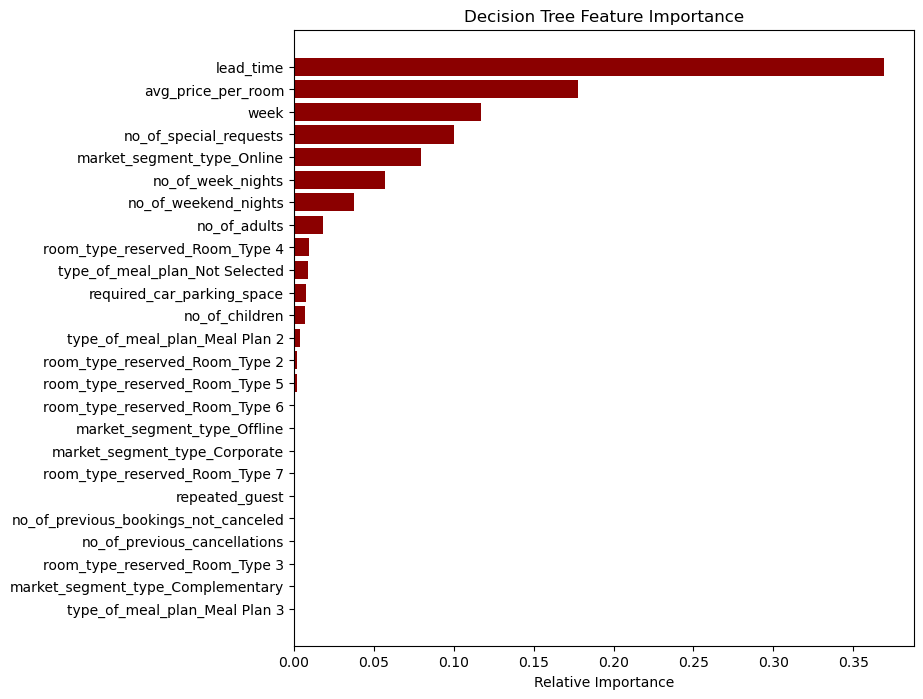 Decision Tree Feature Importance
lead_time
avg_price_per_room
week
no_of_special_requests
market_segment_type_Online
no_of_week_nights
no_of_weekend_nights
no_of_adults
room_type_reserved_Room_Type 4
type_of_meal_plan_Not Selected
required_car_parking_space
no_of_children
type_of_meal_plan_Meal Plan 2
room_type_reserved_Room_Type 2
room_type_reserved_Room_Type 5
room_type_reserved_Room_Type 6
market_segment_type_Offline
market_segment_type_Corporate
room_type_reserved_Room_Type 7
repeated_guest
no_of_previous_bookings_not_canceled
no_of_previous_cancellations
room_type_reserved_Room_Type 3
market_segment_type_Complementary
type_of_meal_plan_Meal Plan 3
0.00 0.05 0.10 0.15 0.20 0.25 0.30 0.35
Relative Importance